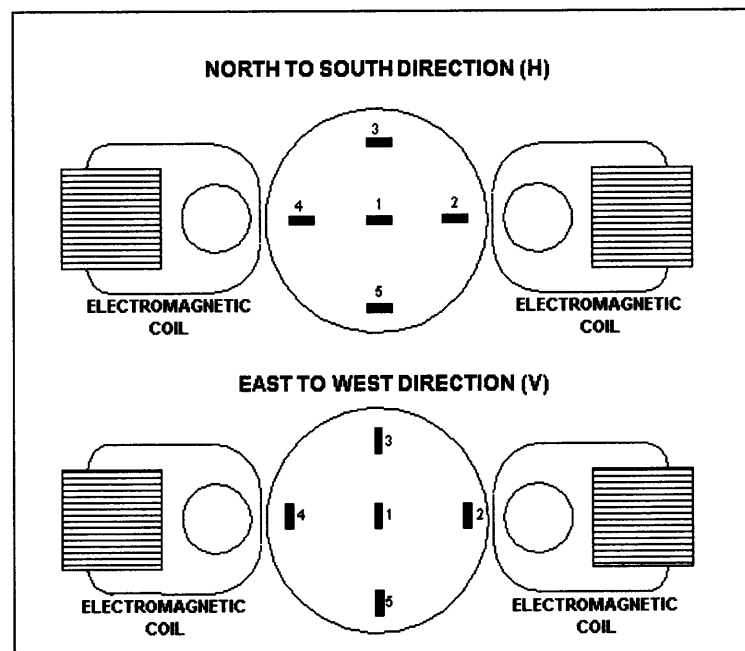 NORTH TO SOUTH DIRECTION (H)
3
4
1
2
5
ELECTROMAGNETIC
COIL
ELECTROMAGNETIC
COIL
EAST TO WEST DIRECTION (V)
3
4
1
2
5
ELECTROMAGNETIC
COIL
ELECTROMAGNETIC
COIL